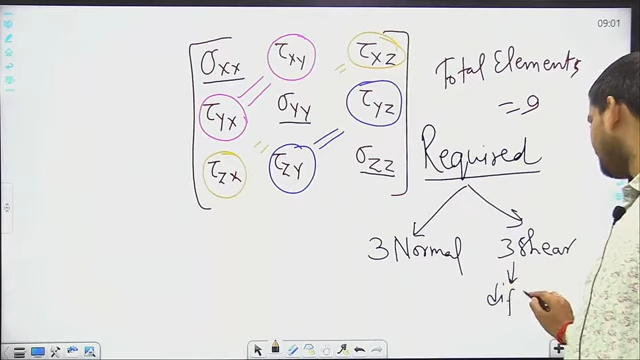 09:01
σxx τxy τxz
τyx σyy τyz
τzx τzy σzz
Total Elements
= 9
Required
3 Normal
3 Shear
dif